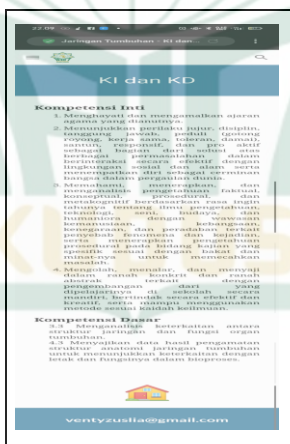 22.09
Jaringan Tumbuhan - KI dan
KI dan KD
Kompetensi Inti
1. Menghayati dan mengamalkan ajaran
agama yang dianutnya.
2. Menunjukkan perilaku jujur, disiplin,
tanggung jawab, peduli (gotong
royong, kerja sama, toleran, damai),
santun, responsif, dan pro aktif
sebagai bagian dari solusi atas
berbagai permasalahan dalam
berinteraksi secara efektif dengan
lingkungan sosial dan alam serta
menempatkan diri sebagai cerminan
bangsa dalam pergaulan dunia.
3. Memahami, menerapkan, dan
menganalisis pengetahuan faktual,
konseptual, prosedural, dan
metakognitif berdasarkan rasa ingin
tahunya tentang ilmu pengetahuan,
teknologi, seni, budaya, dan
humaniora dengan wawasan
kemanusiaan, kebangsaan,
kenegaraan, dan peradaban terkait
penyebab fenomena dan kejadian,
serta menerapkan pengetahuan
prosedural pada bidang kajian yang
spesifik sesuai dengan bakat dan
minat-nya untuk memecahkan
masalah.
4. Mengolah, menalar, dan menyaji
dalam ranah konkrit dan ranah
abstrak terkait dengan
pengembangan dari yang
dipelajarinya di sekolah secara
mandiri, bertindak secara efektif dan
kreatif, serta mampu menggunakan
metode sesuai kaidah keilmuan.
Kompetensi Dasar
3.3 Menganalisis keterkaitan antara
struktur jaringan dan fungsi organ
tumbuhan.
4.3 Menyajikan data hasil pengamatan
struktur anatomi jaringan tumbuhan
untuk menunjukkan keterkaitan dengan
letak dan fungsinya dalam bioproses.
ventyzuslia@gmail.com